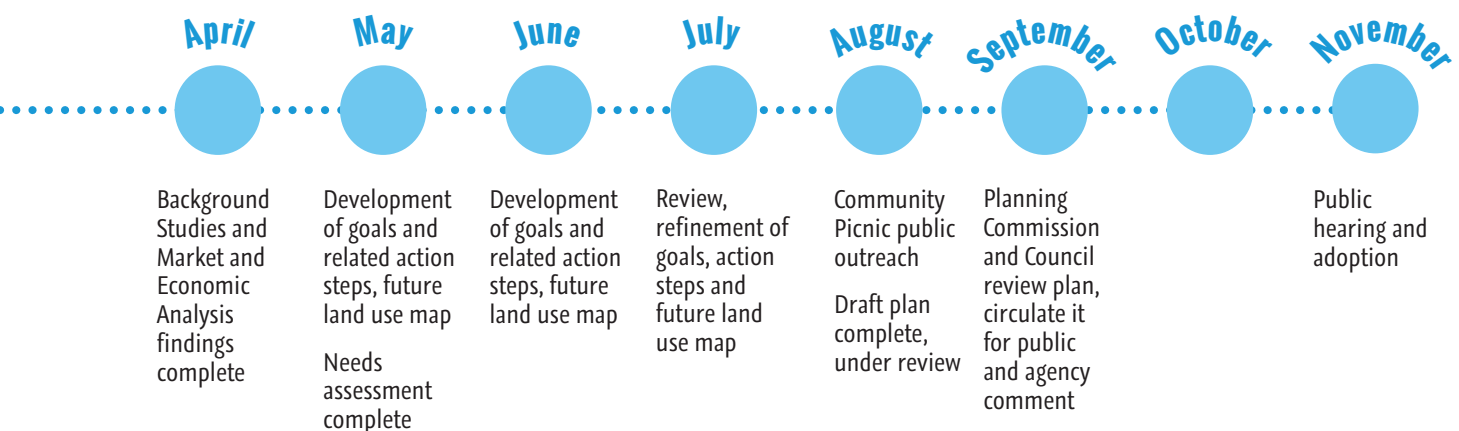 April
May
June
July
August
September
October
November
Background
Studies and
Market and
Economic
Analysis
findings
complete
Development
of goals and
related action
steps, future
land use map
Needs
assessment
complete
Development
of goals and
related action
steps, future
land use map
Review,
refinement of
goals, action
steps and
future land
use map
Community
Picnic public
outreach
Draft plan
complete,
under review
Planning
Commission
and Council
review plan,
circulate it
for public
and agency
comment
Public
hearing and
adoption